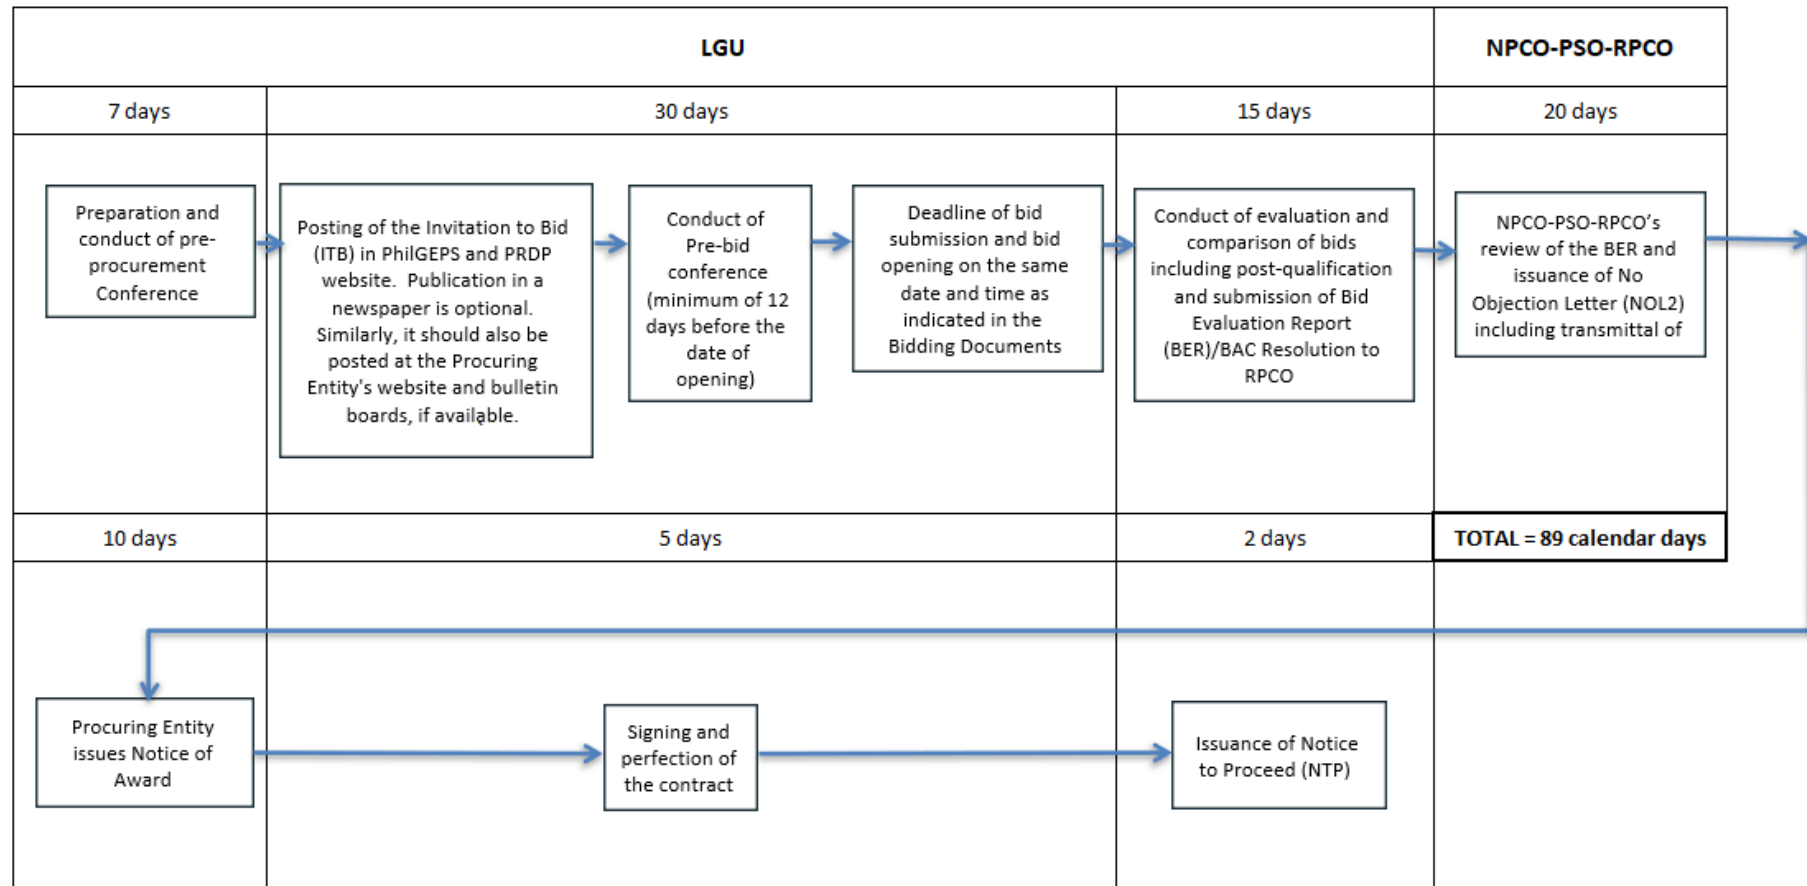 LGU
NPCO-PSO-RPCO
7 days
30 days
15 days
20 days
Preparation and
conduct of pre-
procurement
Conference
Posting of the Invitation to Bid
(ITB) in PhilGEPS and PRDP
website.  Publication in a
newspaper is optional.
Similarly, it should also be
posted at the Procuring
Entity's website and bulletin
boards, if available.
Conduct of
Pre-bid
conference
(minimum of 12
days before the
date of
opening)
Deadline of bid
submission and bid
opening on the same
date and time as
indicated in the
Bidding Documents
Conduct of evaluation and
comparison of bids
including post-qualification
and submission of Bid
Evaluation Report
(BER)/BAC Resolution to
RPCO
NPCO-PSO-RPCO’s
review of the BER and
issuance of No
Objection Letter (NOL2)
including transmittal of
10 days
5 days
2 days
TOTAL = 89 calendar days
Procuring Entity
issues Notice of
Award
Signing and
perfection of
the contract
Issuance of Notice
to Proceed (NTP)